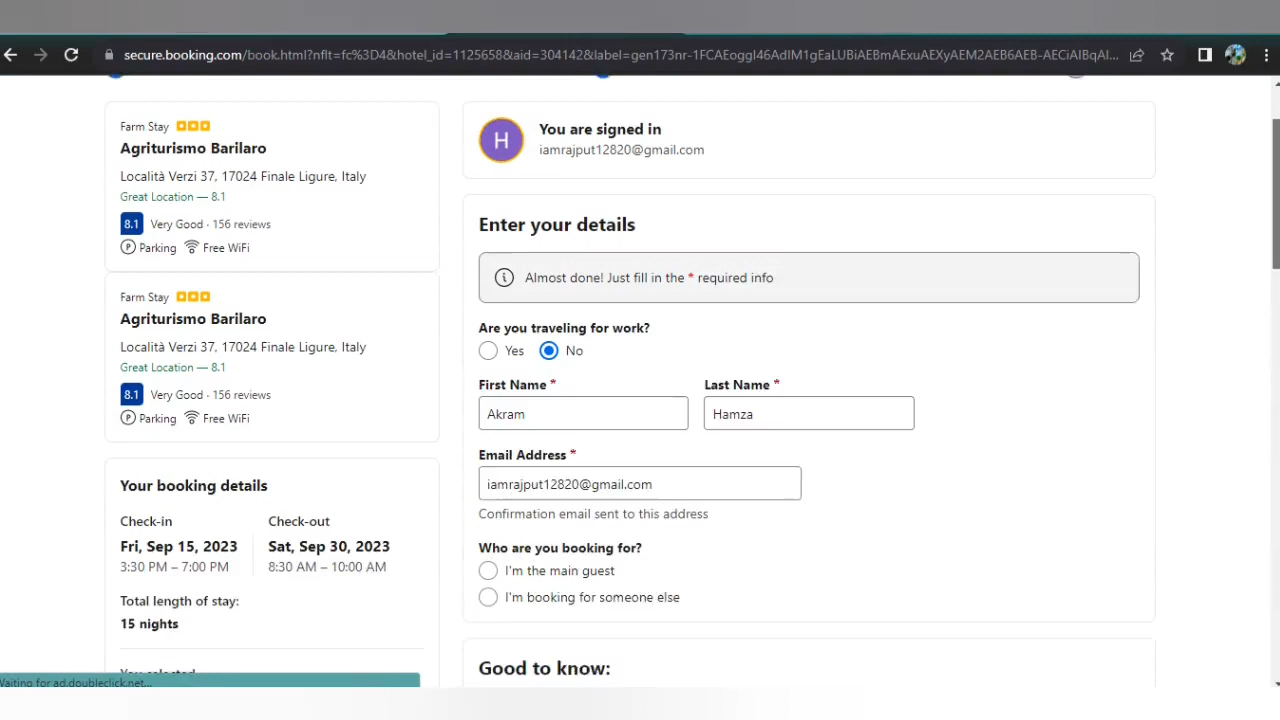 secure.booking.com/book.html?nflt=fc%3D4&hotel_id=1125658&aid=304142&label=gen173nr-1FCAEoggI46AdIM1gEaLUBiAEBmAExuAEXyAEM2AEB6AEB-AECiAIBqAI...
Farm Stay
Agriturismo Barilaro
Località Verzi 37, 17024 Finale Ligure, Italy
Great Location — 8.1
8.1 Very Good · 156 reviews
P Parking Free WiFi
Farm Stay
Agriturismo Barilaro
Località Verzi 37, 17024 Finale Ligure, Italy
Great Location — 8.1
8.1 Very Good · 156 reviews
P Parking Free WiFi
Your booking details
Check-in Check-out
Fri, Sep 15, 2023 Sat, Sep 30, 2023
3:30 PM – 7:00 PM 8:30 AM – 10:00 AM
Total length of stay:
15 nights
You selected
Waiting for ad.doubleclick.net...
H
You are signed in
iamrajput12820@gmail.com
Enter your details
Almost done! Just fill in the * required info
Are you traveling for work?
Yes No
First Name * Last Name *
Akram Hamza
Email Address *
iamrajput12820@gmail.com
Confirmation email sent to this address
Who are you booking for?
I'm the main guest
I'm booking for someone else
Good to know: